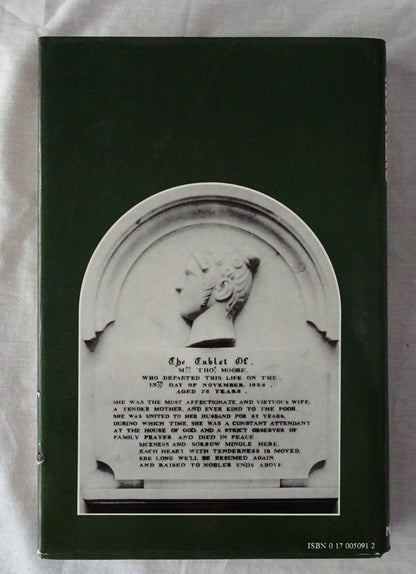 The Tablet Of,
Mrs Thos MOORE,
WHO DEPARTED THIS LIFE ON THE
DAY OF NOVEMBER, 1854.
AGED 76 YEARS.
SHE WAS THE MOST AFFECTIONATE, AND VIRTUOUS WIFE,
A TENDER MOTHER, AND EVER KIND TO THE POOR.
SHE WAS UNITED TO HER HUSBAND FOR 52 YEARS,
DURING WHICH TIME, SHE WAS A CONSTANT ATTENDANT
AT THE HOUSE OF GOD, AND A STRICT OBSERVER OF
FAMILY PRAYER, AND DIED IN PEACE.
SICKNESS AND SORROW MINGLE HERE,
EACH HEART WITH TENDERNESS IS MOVED,
ERE LONG WE'LL BE RESUMED AGAIN,
AND RAISED TO NOBLER ENDS ABOVE.
ISBN 0 17 005091 2